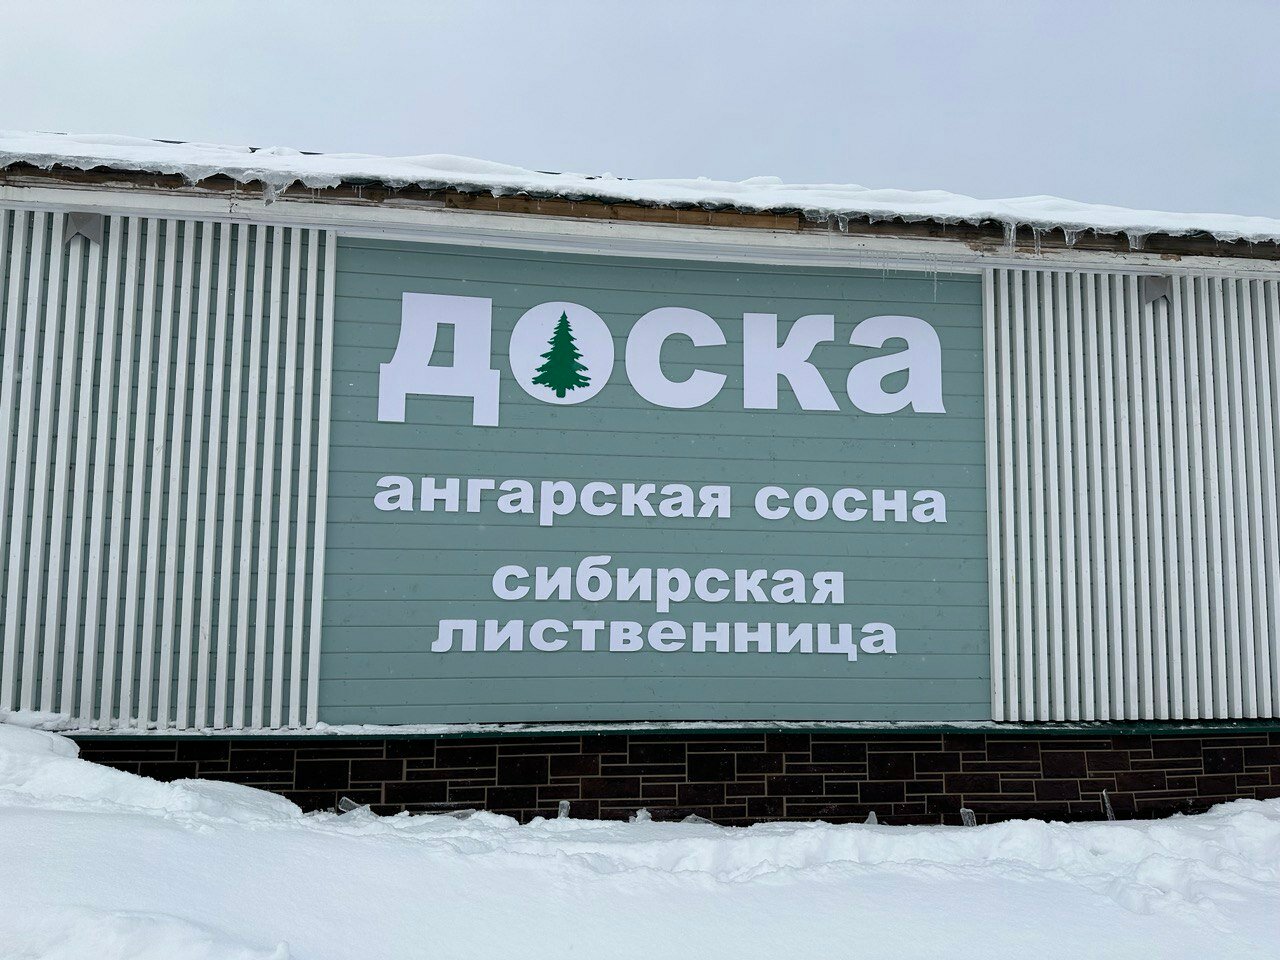 доска
ангарская сосна
сибирская
лиственница